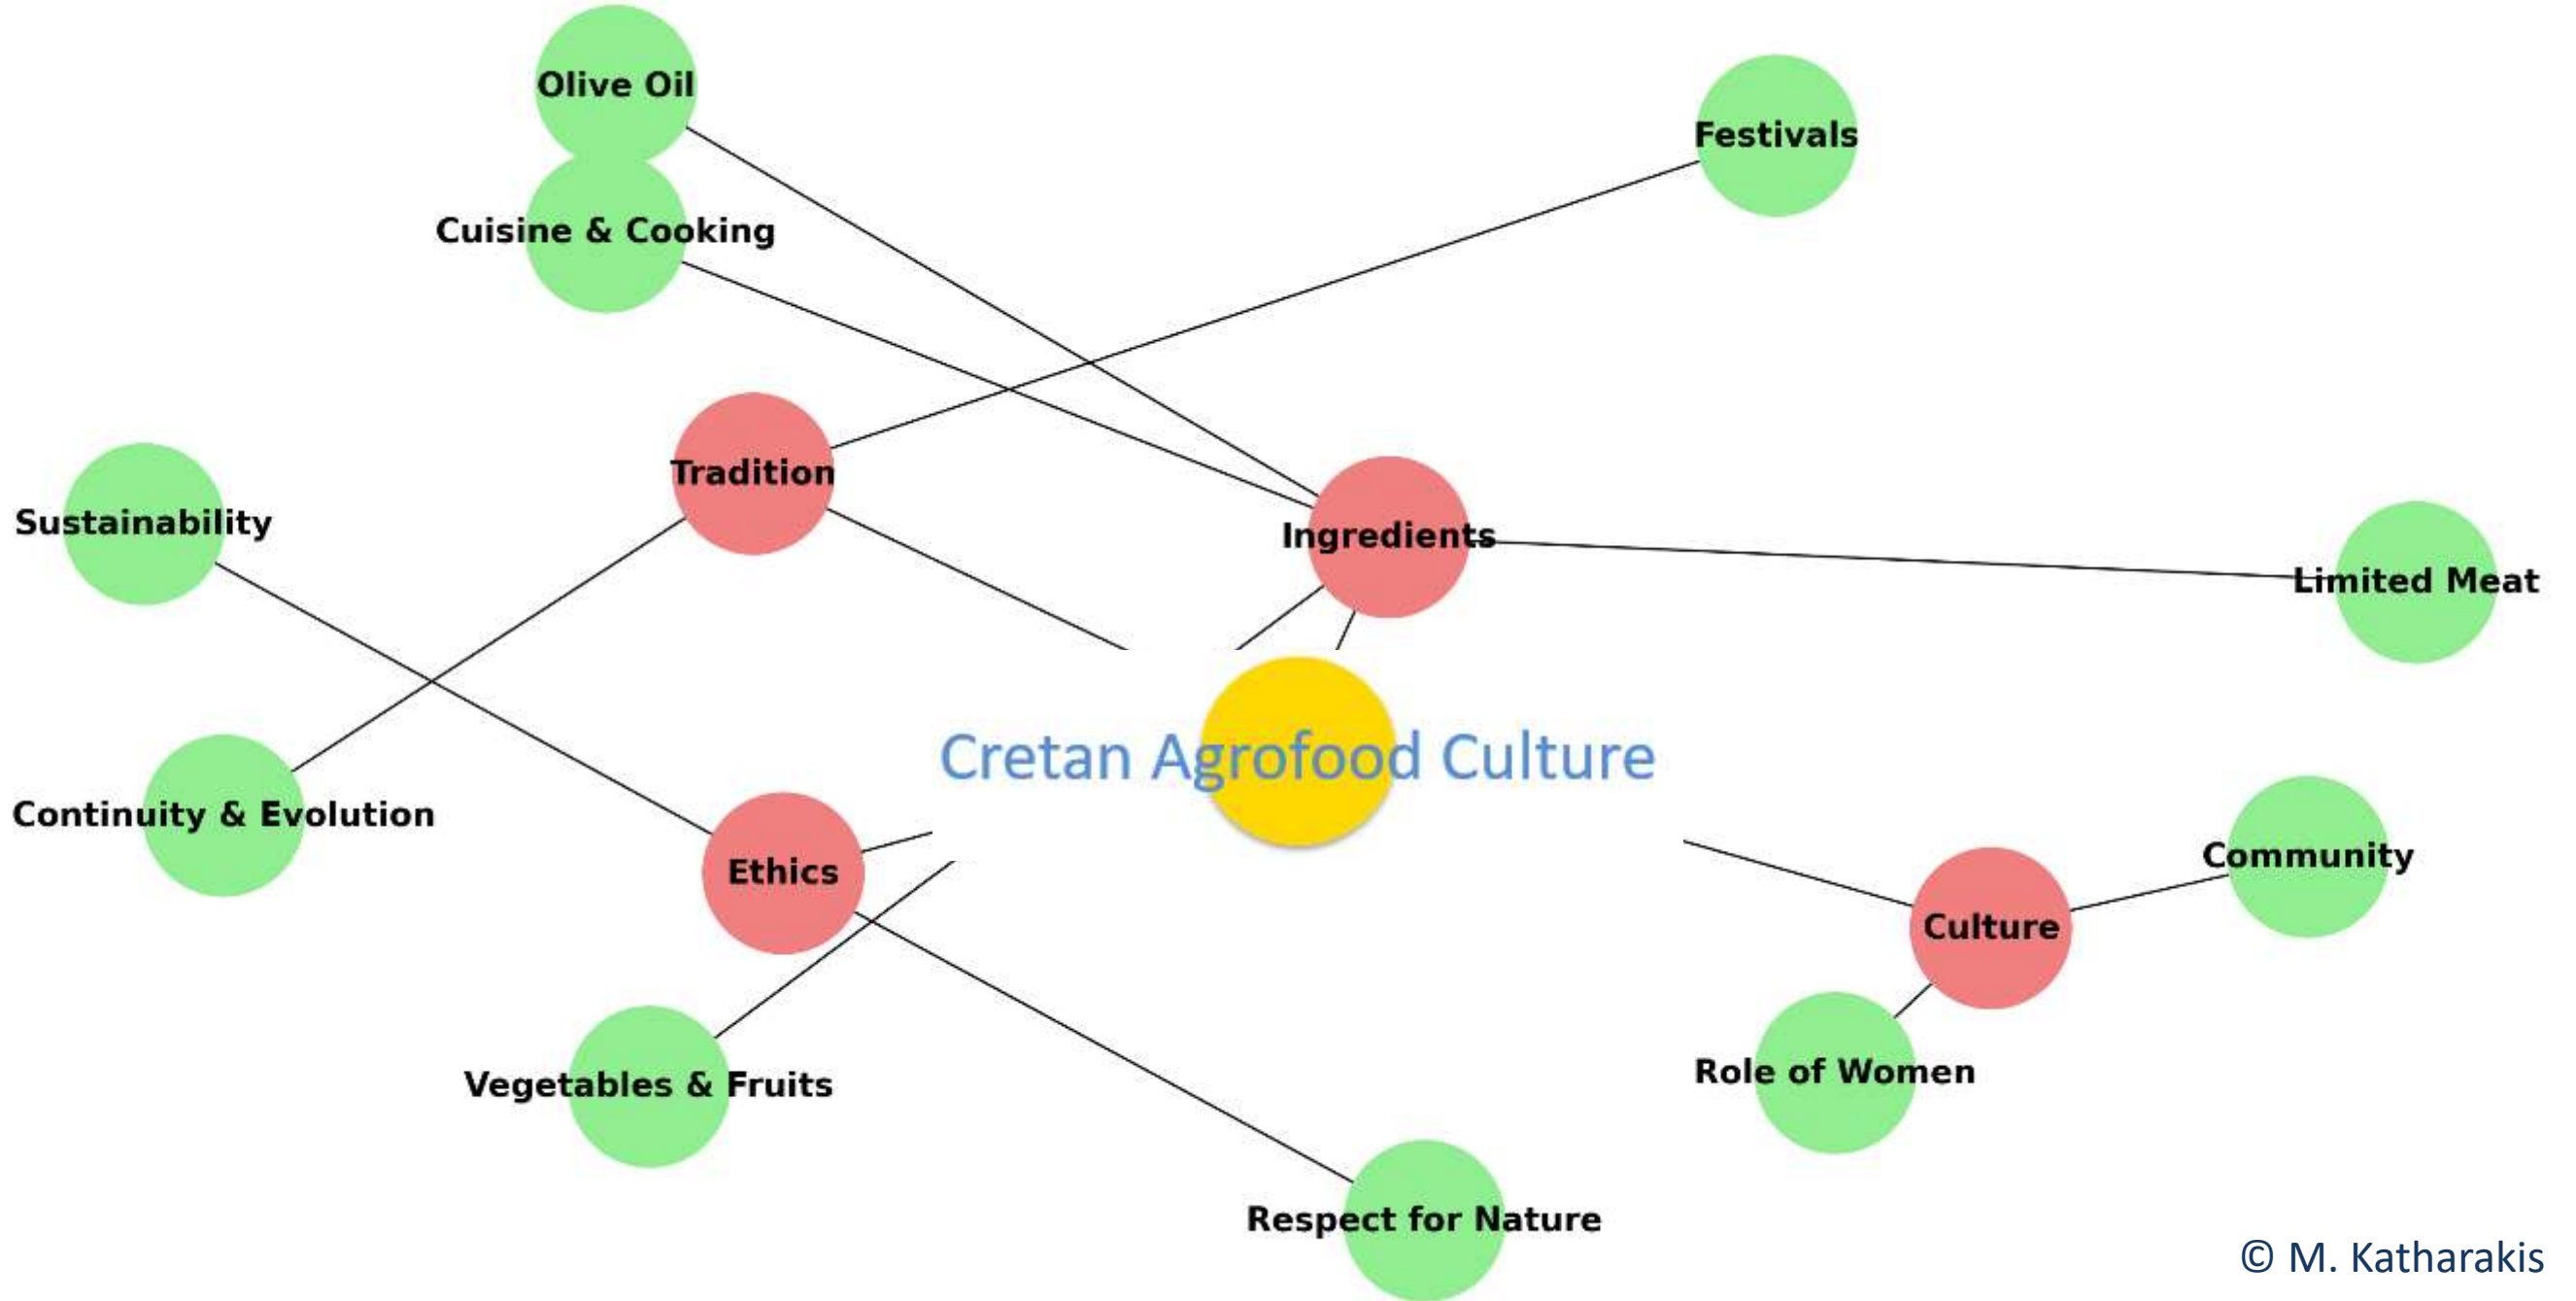 Olive Oil
Festivals
Cuisine & Cooking
Tradition
Sustainability
Ingredients
Limited Meat
Cretan Agrofood Culture
Continuity & Evolution
Ethics
Community
Culture
Role of Women
Vegetables & Fruits
Respect for Nature
© M. Katharakis